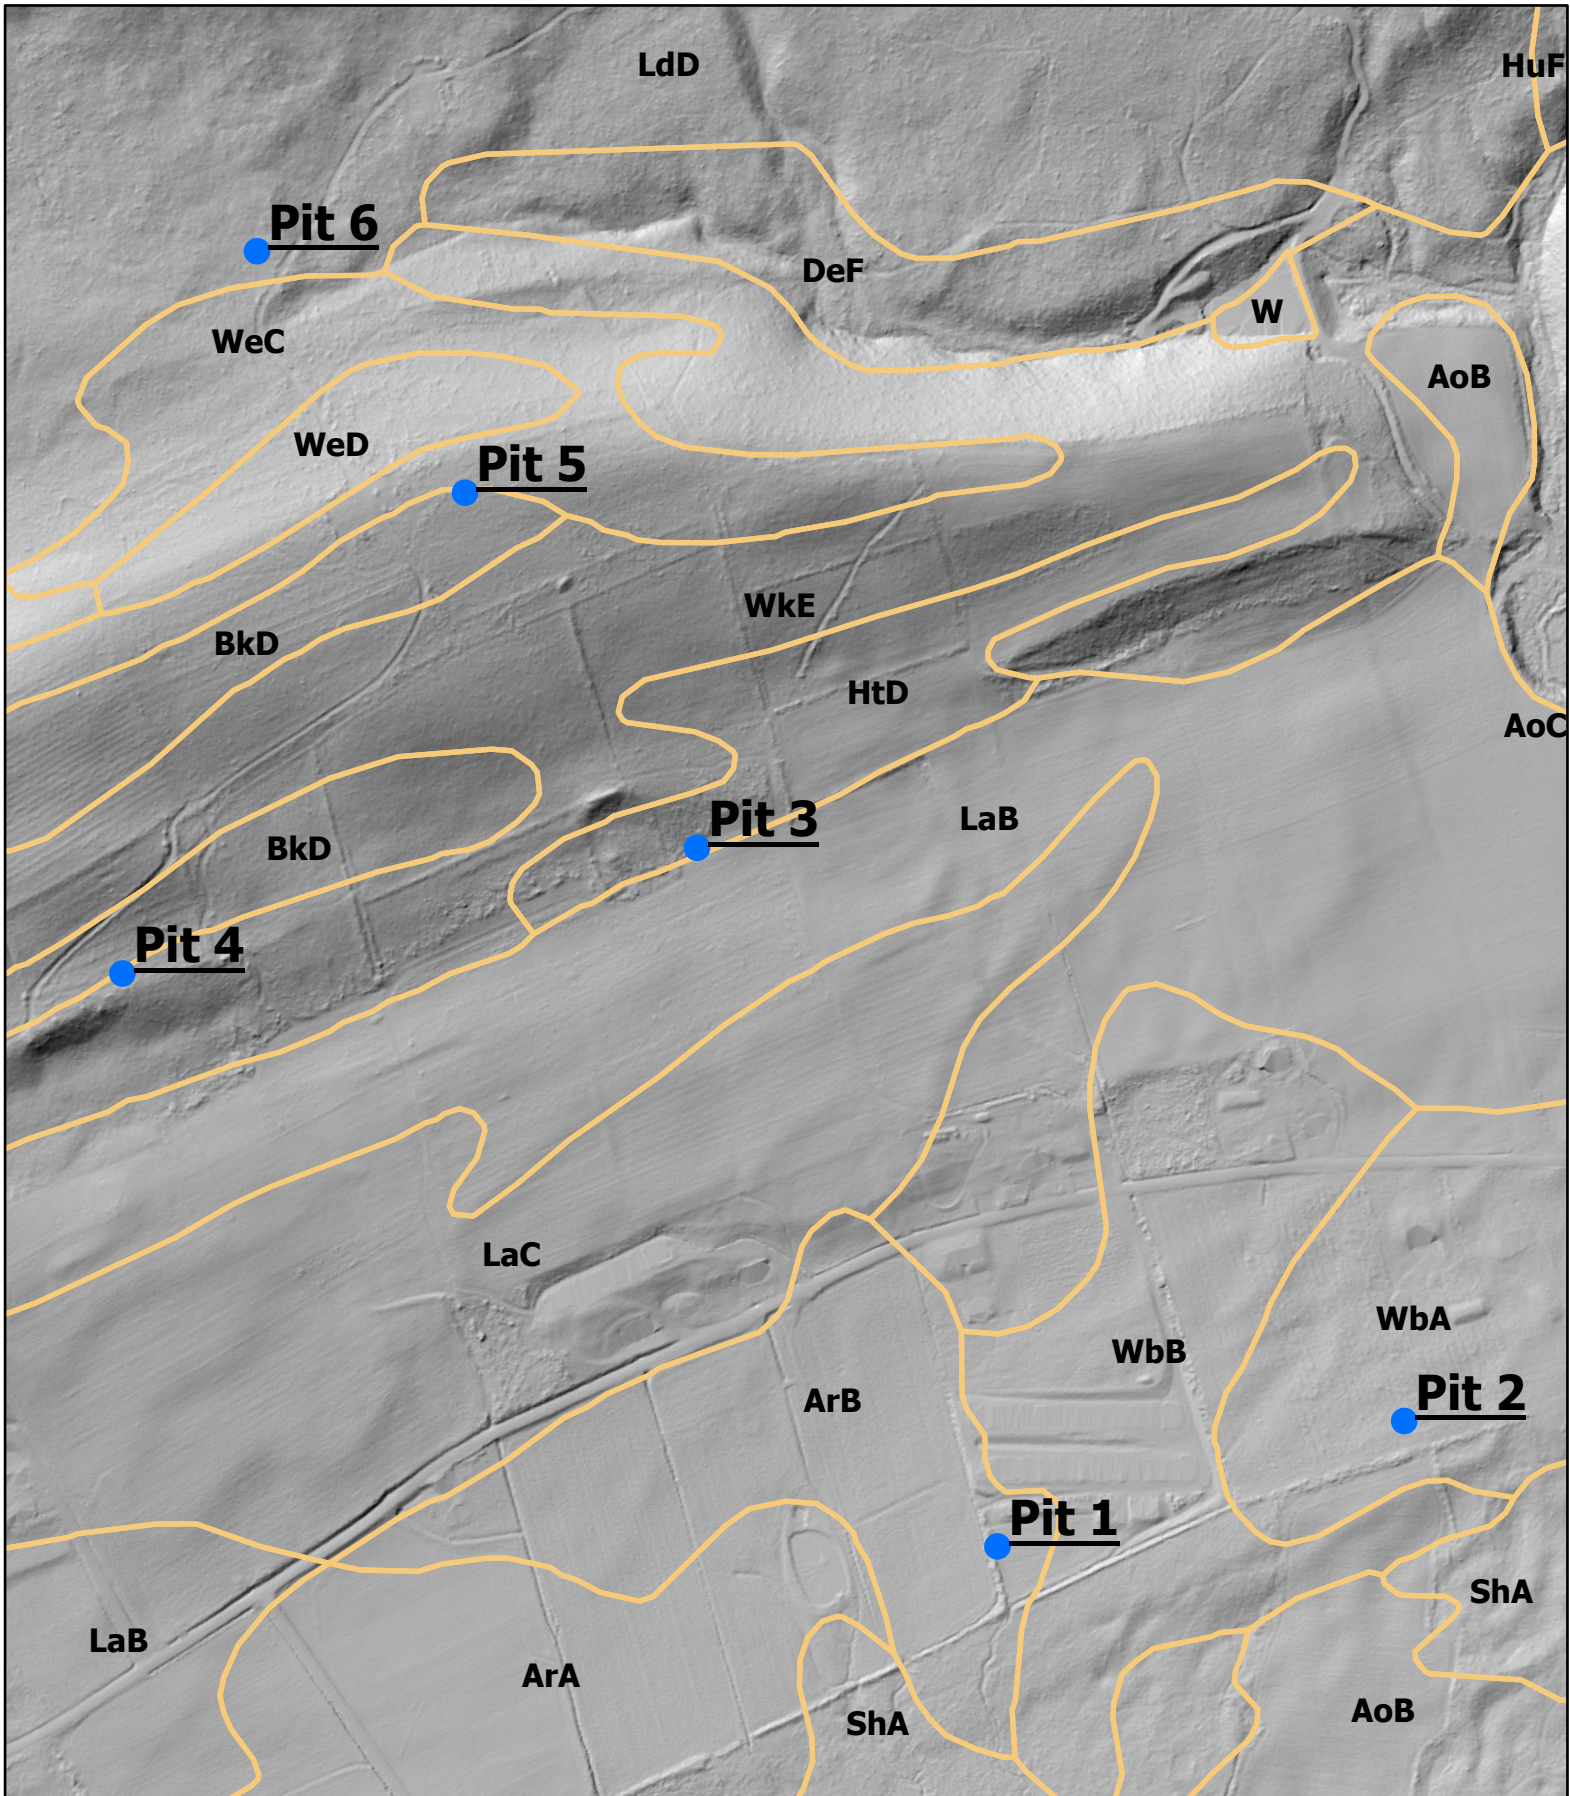 LdD
HuF
Pit 6
DeF
W
WeC
AoB
WeD
Pit 5
WkE
BkD
HtD
AoC
Pit 3
LaB
BkD
Pit 4
LaC
WbA
WbB
Pit 2
ArB
Pit 1
ShA
LaB
ArA
AoB
ShA